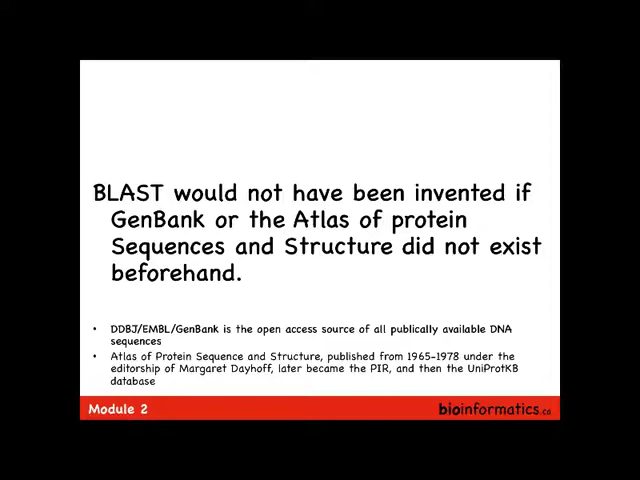 BLAST would not have been invented if
GenBank or the Atlas of protein
Sequences and Structure did not exist
beforehand.
• DDBJ/EMBL/GenBank is the open access source of all publically available DNA
sequences
• Atlas of Protein Sequence and Structure, published from 1965-1978 under the
editorship of Margaret Dayhoff, later became the PIR, and then the UniProtKB
database
Module 2
bioinformatics.ca